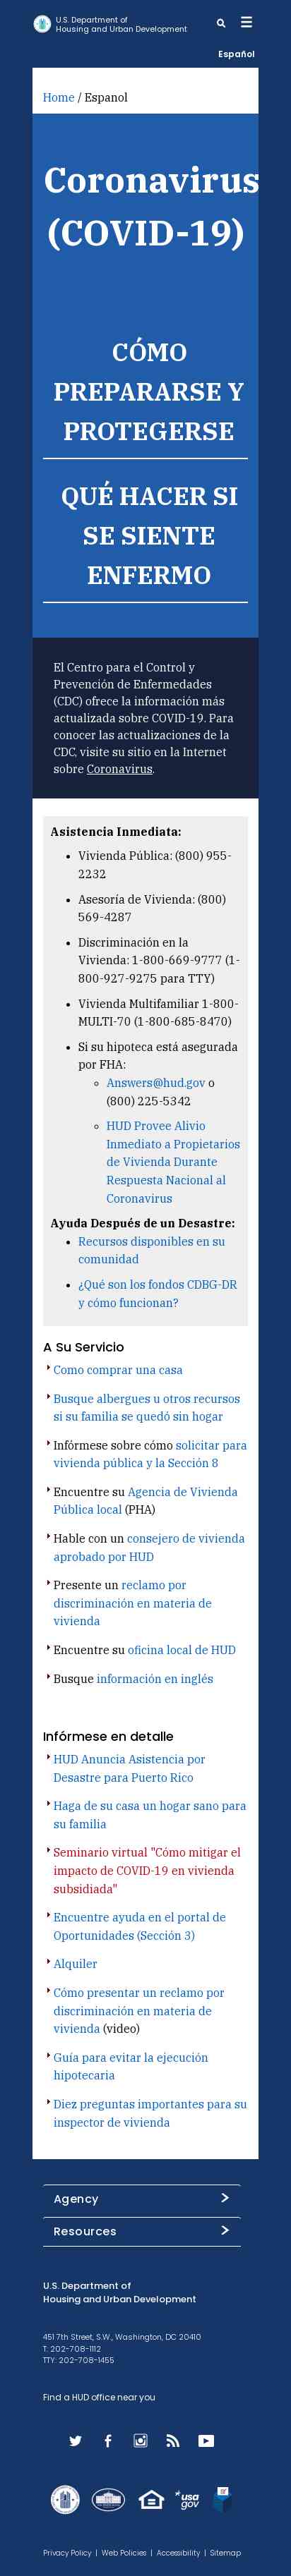 U.S. Department of
Housing and Urban Development
Español
Home / Espanol
Coronavirus
(COVID-19)
CÓMO
PREPARARSE Y
PROTEGERSE
QUÉ HACER SI
SE SIENTE
ENFERMO
El Centro para el Control y
Prevención de Enfermedades
(CDC) ofrece la información más
actualizada sobre COVID-19. Para
conocer las actualizaciones de la
CDC, visite su sitio en la Internet
sobre Coronavirus.
Asistencia Inmediata:
Vivienda Pública: (800) 955-
2232
Asesoría de Vivienda: (800)
569-4287
Discriminación en la
Vivienda: 1-800-669-9777 (1-
800-927-9275 para TTY)
Vivienda Multifamiliar 1-800-
MULTI-70 (1-800-685-8470)
Si su hipoteca está asegurada
por FHA:
Answers@hud.gov o
(800) 225-5342
HUD Provee Alivio
Inmediato a Propietarios
de Vivienda Durante
Respuesta Nacional al
Coronavirus
Ayuda Después de un Desastre:
Recursos disponibles en su
comunidad
¿Qué son los fondos CDBG-DR
y cómo funcionan?
A Su Servicio
Como comprar una casa
Busque albergues u otros recursos
si su familia se quedó sin hogar
Infórmese sobre cómo solicitar para
vivienda pública y la Sección 8
Encuentre su Agencia de Vivienda
Pública local (PHA)
Hable con un consejero de vivienda
aprobado por HUD
Presente un reclamo por
discriminación en materia de
vivienda
Encuentre su oficina local de HUD
Busque información en inglés
Infórmese en detalle
HUD Anuncia Asistencia por
Desastre para Puerto Rico
Haga de su casa un hogar sano para
su familia
Seminario virtual "Cómo mitigar el
impacto de COVID-19 en vivienda
subsidiada"
Encuentre ayuda en el portal de
Oportunidades (Sección 3)
Alquiler
Cómo presentar un reclamo por
discriminación en materia de
vivienda (video)
Guía para evitar la ejecución
hipotecaria
Diez preguntas importantes para su
inspector de vivienda
Agency
Resources
U.S. Department of
Housing and Urban Development
451 7th Street, S.W., Washington, DC 20410
T: 202-708-1112
TTY: 202-708-1455
Find a HUD office near you
usa
gov
Privacy Policy | Web Policies | Accessibility | Sitemap